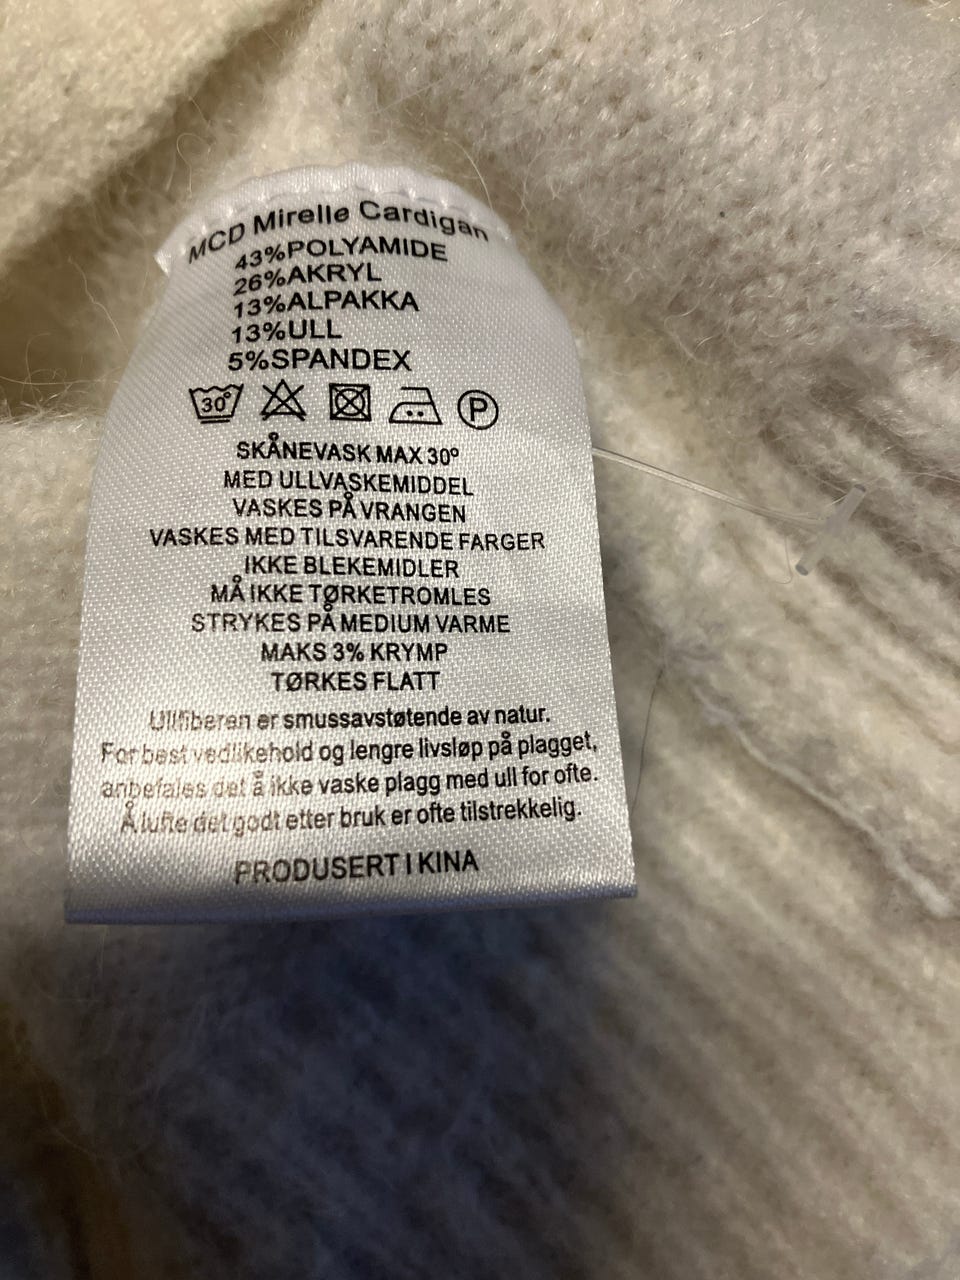 MCD Mirelle Cardigan
43%POLYAMIDE
26%AKRYL
13%ALPAKKA
13%ULL
5%SPANDEX
30° P
SKÅNEVASK MAX 30°
MED ULLVASKEMIDDEL
VASKES PÅ VRANGEN
VASKES MED TILSVARENDE FARGER
IKKE BLEKEMIDLER
MÅ IKKE TØRKETROMLES
STRYKES PÅ MEDIUM VARME
MAKS 3% KRYMP
TØRKES FLATT
Ullfiberen er smussavstøtende av natur.
For best vedlikehold og lengre livsløp på plagget,
anbefales det å ikke vaske plagg med ull for ofte.
Å lufte det godt etter bruk er ofte tilstrekkelig.
PRODUSERT I KINA